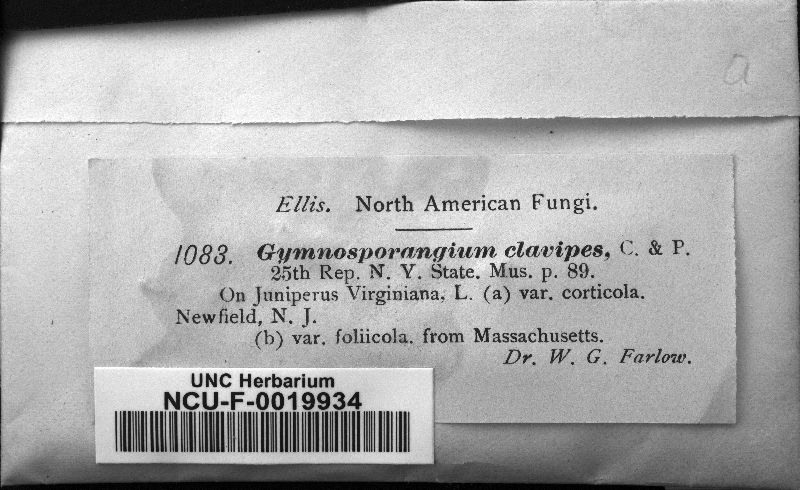 a
Ellis. North American Fungi.
1083. Gymnosporangium clavipes, C. & P.
25th Rep. N. Y. State. Mus. p. 89.
On Juniperus Virginiana, L. (a) var. corticola.
Newfield, N. J.
(b) var. foliicola. from Massachusetts.
Dr. W. G. Farlow.
UNC Herbarium
NCU-F-0019934